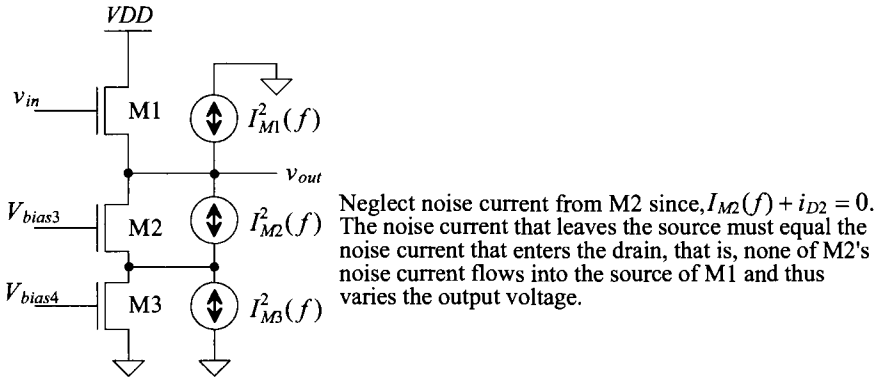 VDD
v_in
M1
I²_M1(f)
v_out
V_bias3
M2
I²_M2(f)
V_bias4
M3
I²_M3(f)
Neglect noise current from M2 since, I_M2(f) + i_D2 = 0.
The noise current that leaves the source must equal the
noise current that enters the drain, that is, none of M2's
noise current flows into the source of M1 and thus
varies the output voltage.